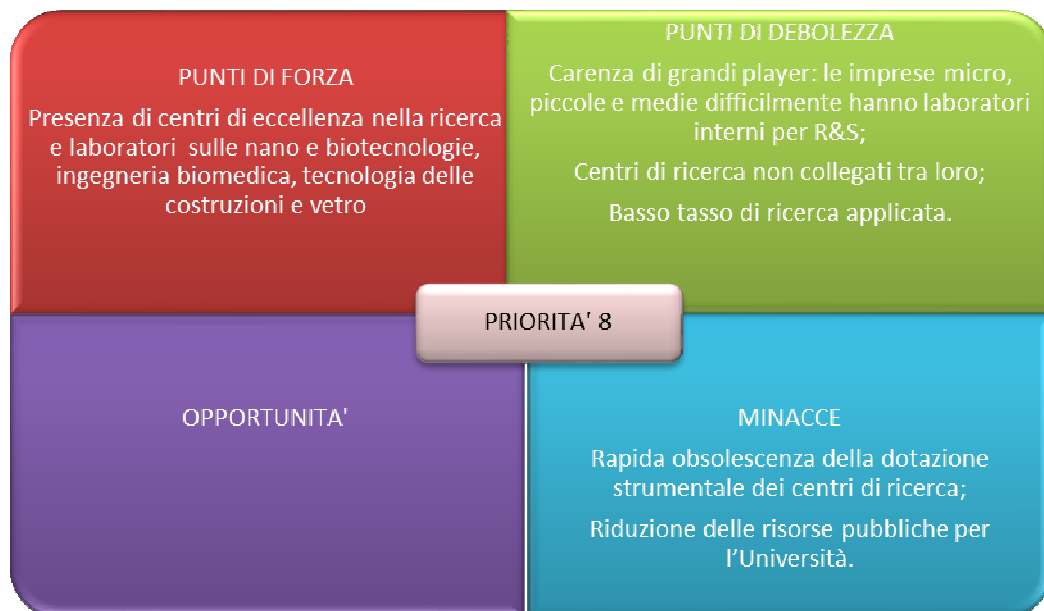 PUNTI DI FORZA
Presenza di centri di eccellenza nella ricerca
e laboratori sulle nano e biotecnologie,
ingegneria biomedica, tecnologia delle
costruzioni e vetro
PUNTI DI DEBOLEZZA
Carenza di grandi player: le imprese micro,
piccole e medie difficilmente hanno laboratori
interni per R&S;
Centri di ricerca non collegati tra loro;
Basso tasso di ricerca applicata.
PRIORITA’ 8
OPPORTUNITA'
MINACCE
Rapida obsolescenza della dotazione
strumentale dei centri di ricerca;
Riduzione delle risorse pubbliche per
l’Università.